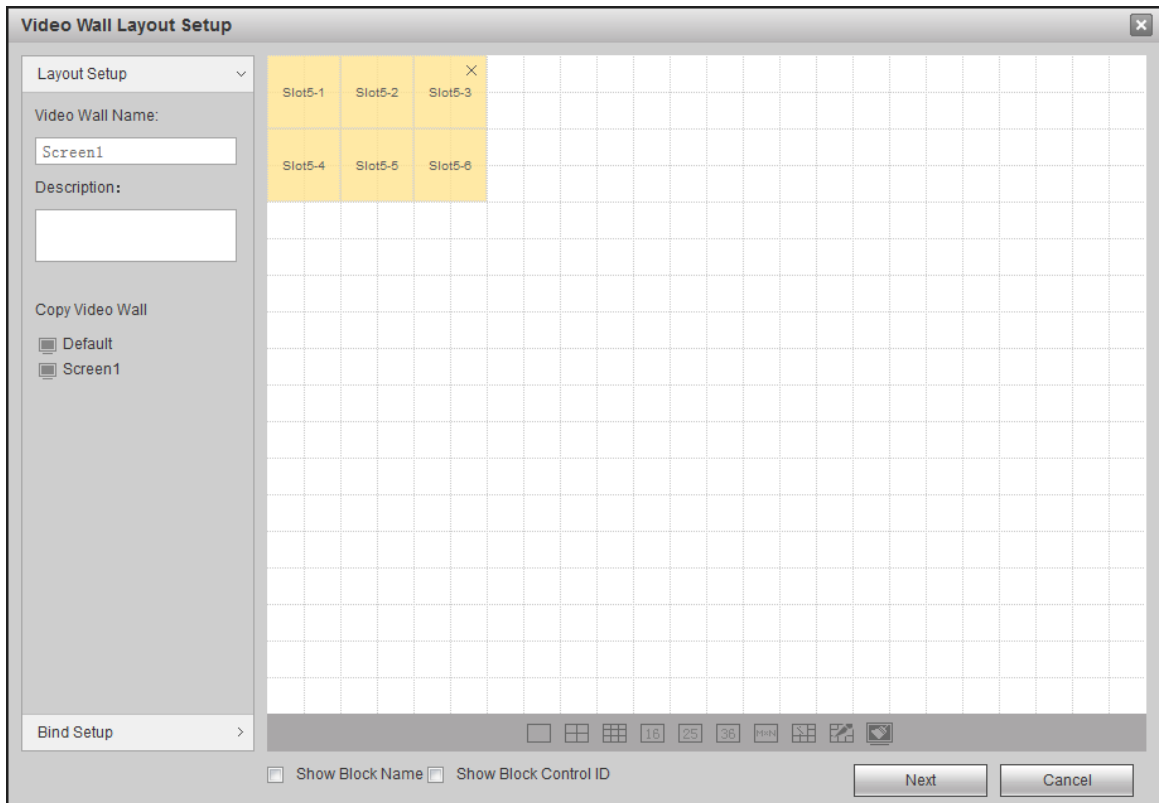 Video Wall Layout Setup
Layout Setup
Video Wall Name:
Screen1
Description:
Copy Video Wall
Default
Screen1
Bind Setup
Slot5-1 Slot5-2 Slot5-3
Slot5-4 Slot5-5 Slot5-6
16 25 36 M×N
Show Block Name Show Block Control ID
Next Cancel